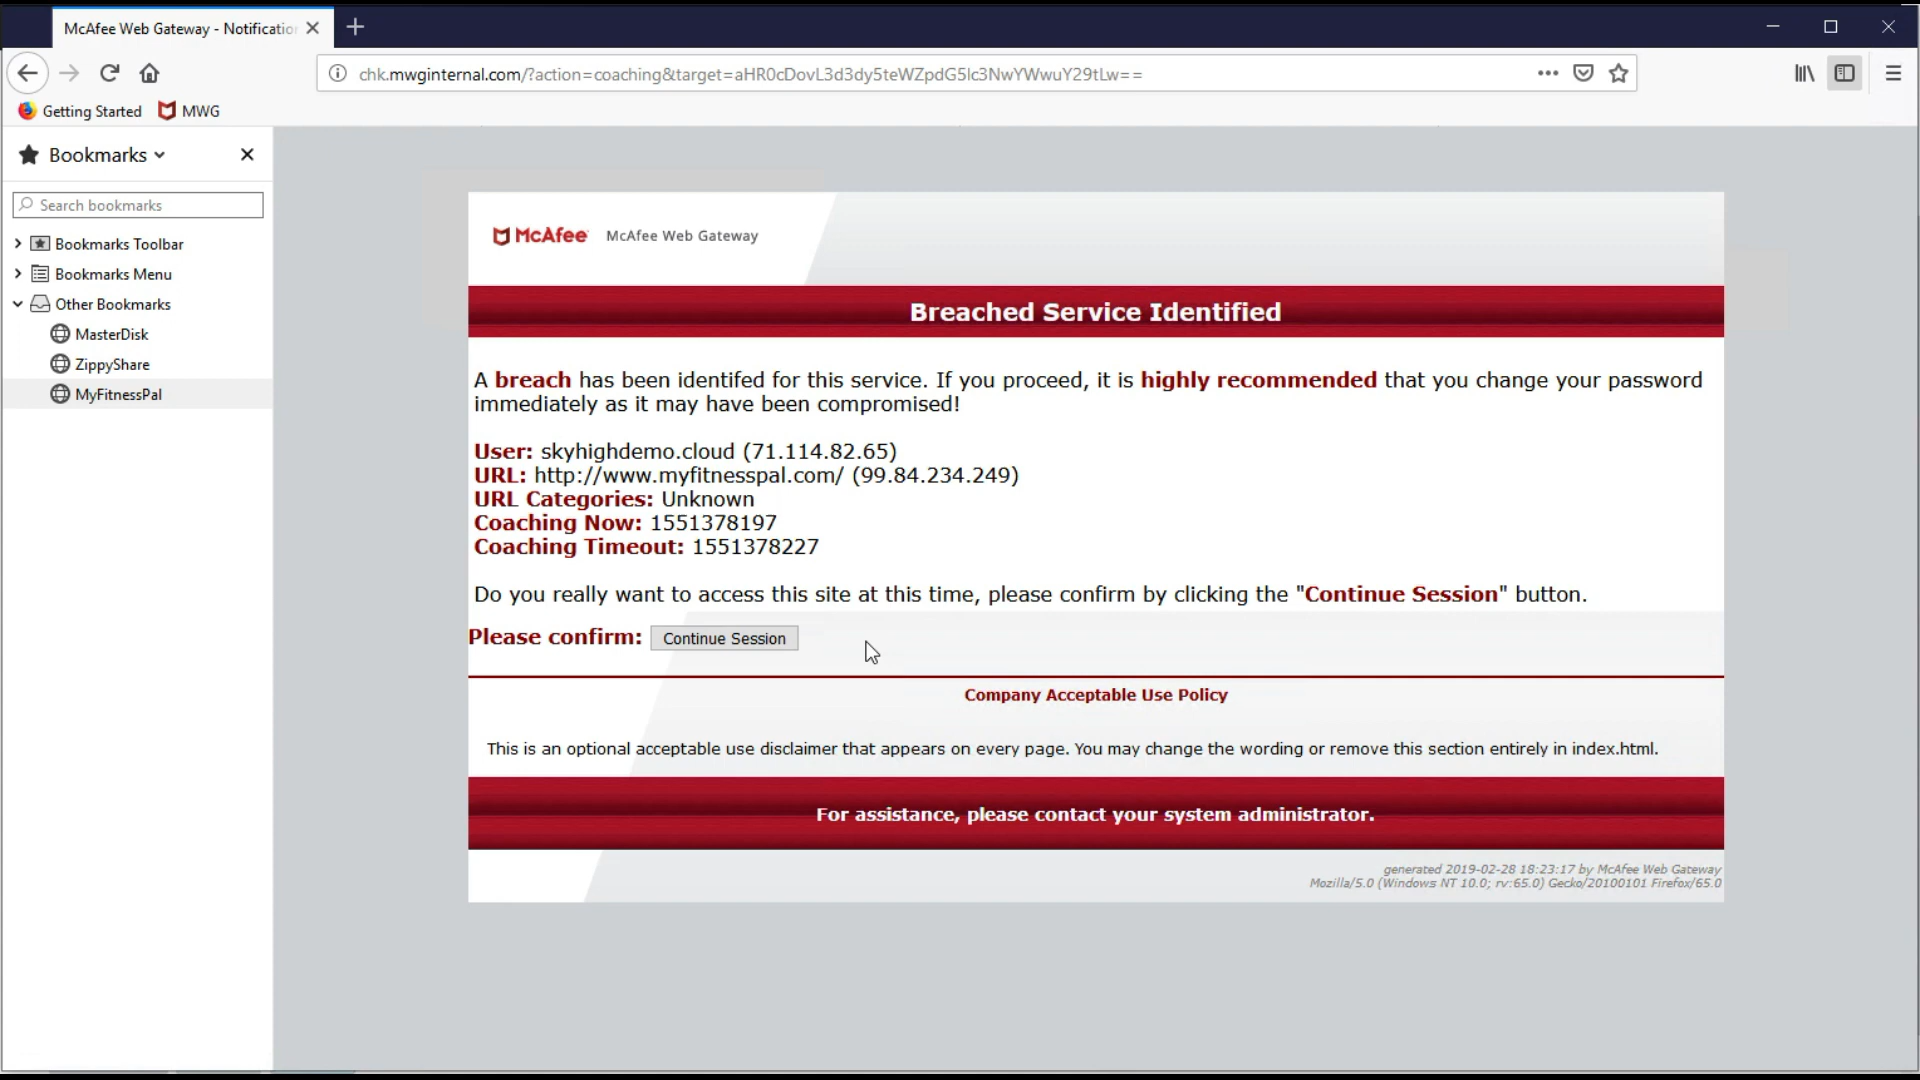 McAfee Web Gateway - Notificatio
chk.mwginternal.com/?action=coaching&target=aHR0cDovL3d3dy5teWZpdG5lc3NwYWwuY29tLw==
Getting Started MWG
Bookmarks
Search bookmarks
Bookmarks Toolbar
Bookmarks Menu
Other Bookmarks
MasterDisk
ZippyShare
MyFitnessPal
McAfee McAfee Web Gateway
Breached Service Identified
A breach has been identifed for this service. If you proceed, it is highly recommended that you change your password
immediately as it may have been compromised!
User: skyhighdemo.cloud (71.114.82.65)
URL: http://www.myfitnesspal.com/ (99.84.234.249)
URL Categories: Unknown
Coaching Now: 1551378197
Coaching Timeout: 1551378227
Do you really want to access this site at this time, please confirm by clicking the "Continue Session" button.
Please confirm: Continue Session
Company Acceptable Use Policy
This is an optional acceptable use disclaimer that appears on every page. You may change the wording or remove this section entirely in index.html.
For assistance, please contact your system administrator.
generated 2019-02-28 18:23:17 by McAfee Web Gateway
Mozilla/5.0 (Windows NT 10.0; rv:65.0) Gecko/20100101 Firefox/65.0